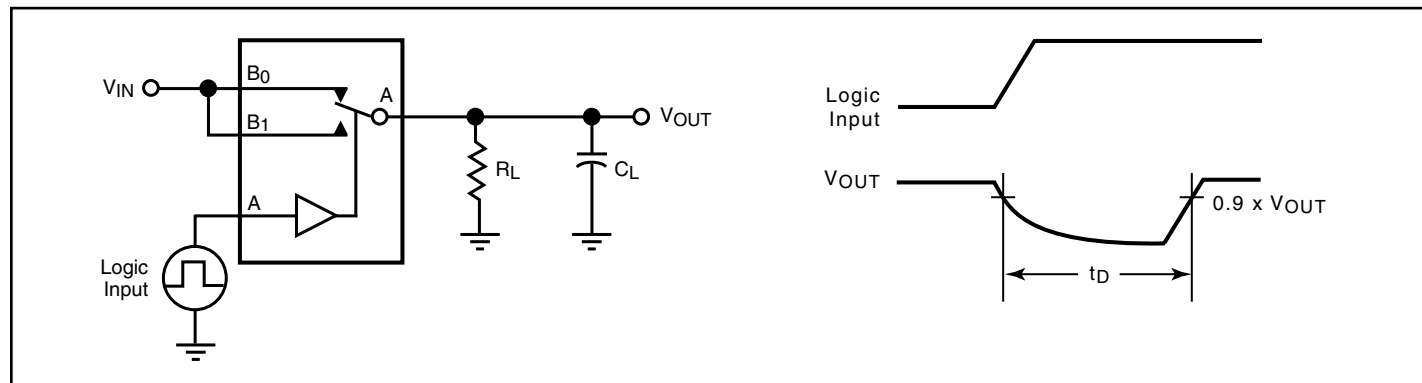 VIN
B0
B1
A
VOUT
RL
CL
A
Logic
Input
Logic
Input
VOUT
0.9 x VOUT
tD